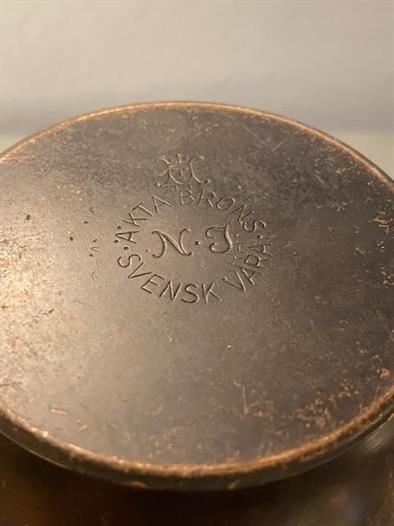 ÄKTA BRONS
N·J
SVENSK VARA